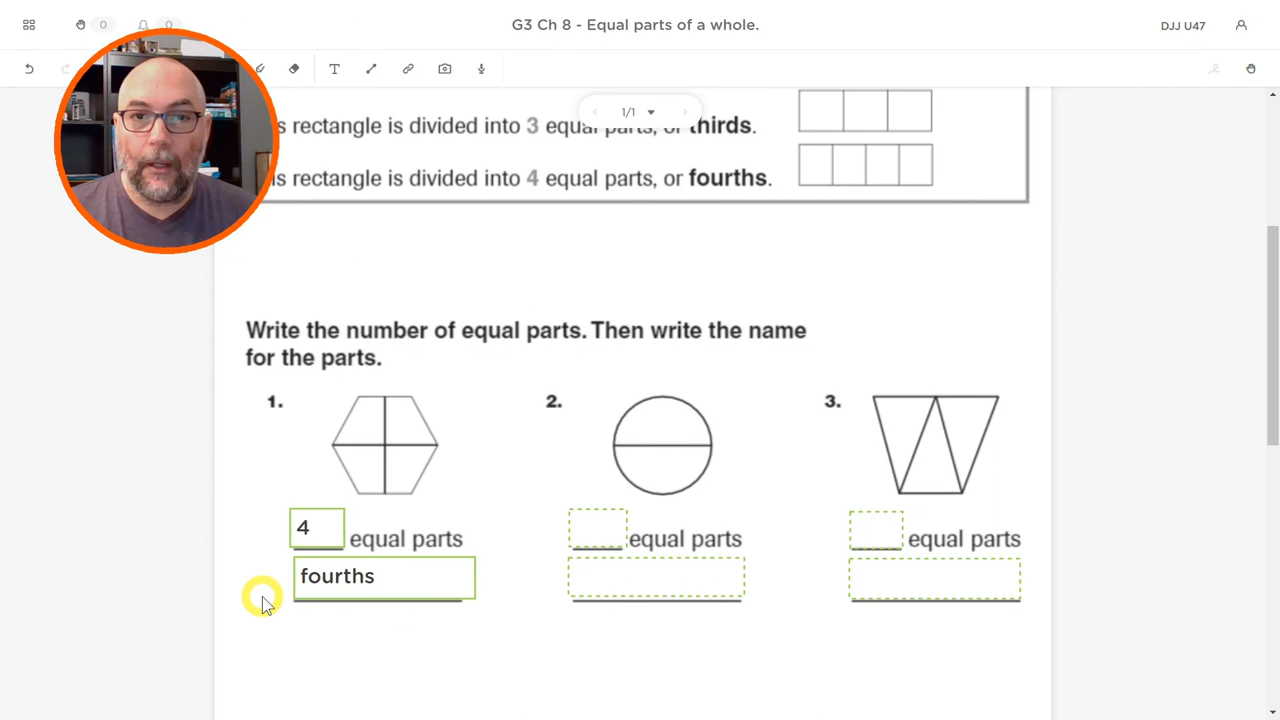 0
0
G3 Ch 8 - Equal parts of a whole.
DJJ U47
1/1
s rectangle is divided into 3 equal parts, or thirds.
is rectangle is divided into 4 equal parts, or fourths.
Write the number of equal parts. Then write the name
for the parts.
1.
2.
3.
4 equal parts
fourths
equal parts
equal parts